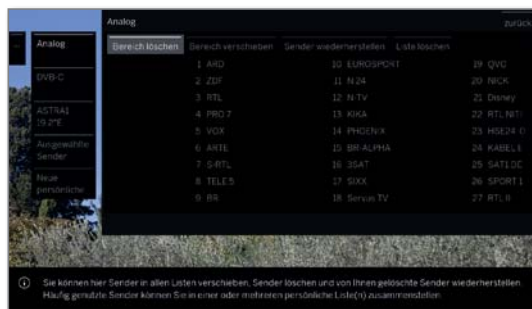 Analog
zurück
Analog
Bereich löschen Bereich verschieben Sender wiederherstellen Liste löschen
1 ARD 10 EUROSPORT 19 QVC
DVB-C
2 ZDF 11 N24 20 NICK
3 RTL 12 N-TV 21 Disney
ASTRA1
19.2°E
4 PRO 7 13 KIKA 22 RTLNITI
5 VOX 14 PHOENIX 23 HSE24 D
Ausgewählte
Sender
6 ARTE 15 BR-ALPHA 24 KABEL E
7 S-RTL 16 3SAT 25 SAT1 DE
Neue
persönliche
8 TELE 5 17 SIXX 26 SPORT 1
9 BR 18 Servus TV 27 RTL II
Sie können hier Sender in allen Listen verschieben, Sender löschen und von Ihnen gelöschte Sender wiederherstellen.
Häufig genutzte Sender können Sie in einer oder mehreren persönliche Liste(n) zusammenstellen.